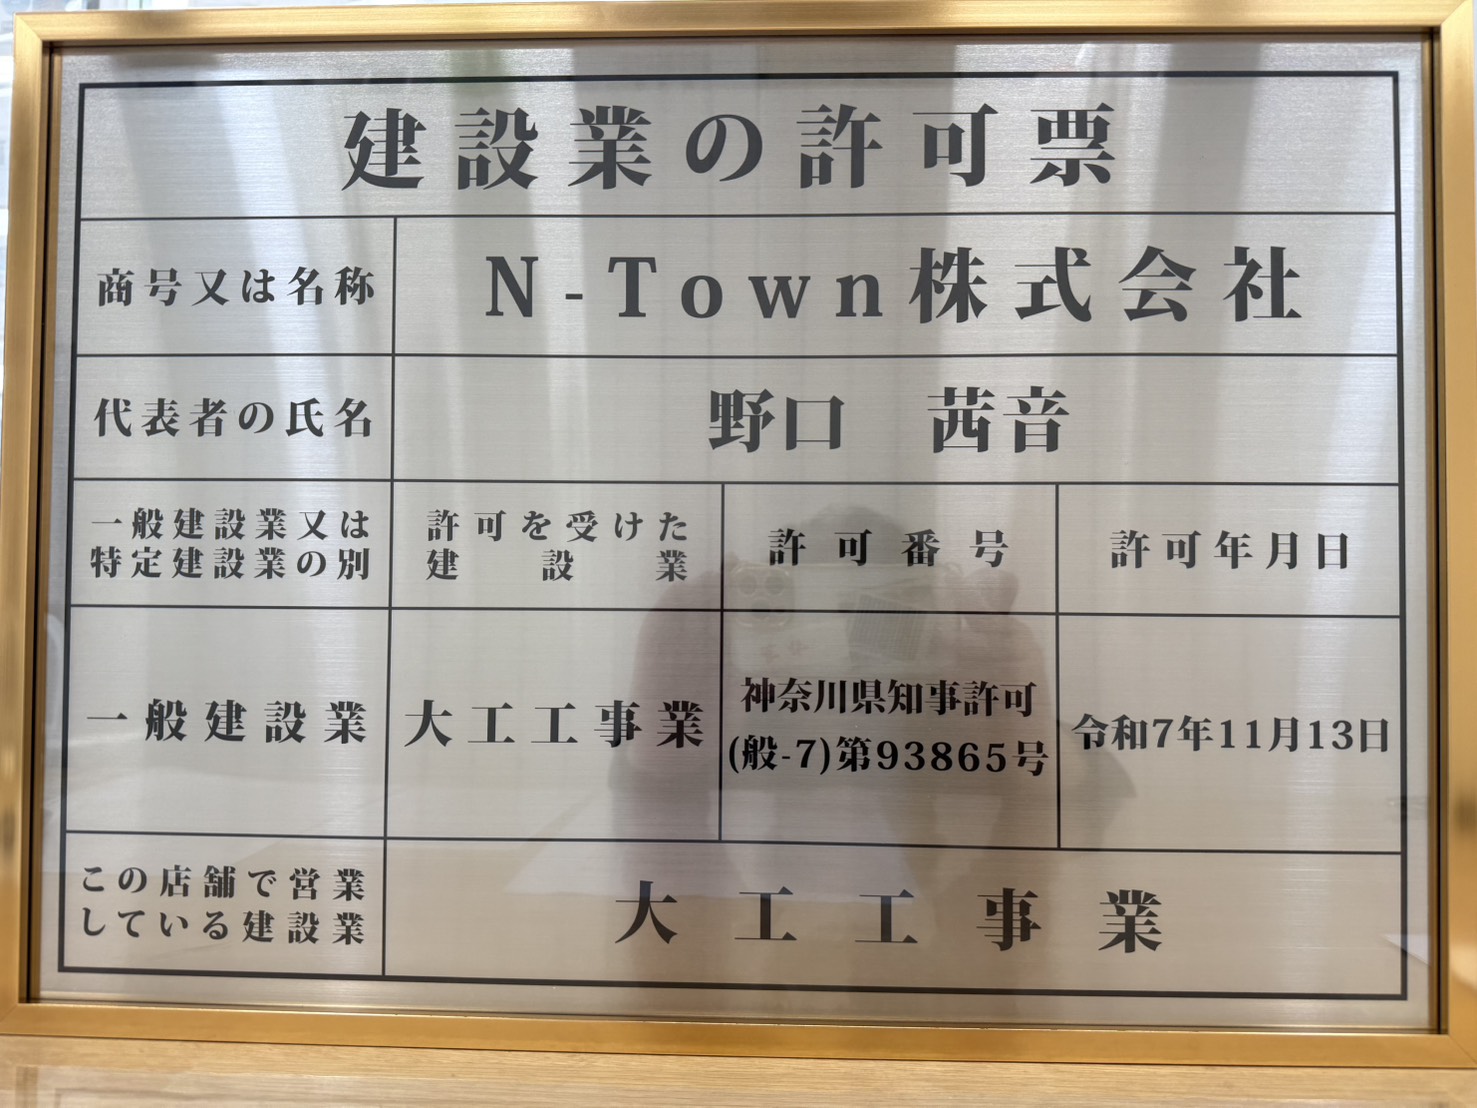 建設業の許可票
商号又は名称
N-Town株式会社
代表者の氏名
野口 茜音
一般建設業又は
特定建設業の別
許可を受けた
建設業
許可番号
許可年月日
一般建設業
大工工事業
神奈川県知事許可
(般-7)第93865号
令和7年11月13日
この店舗で営業
している建設業
大工工事業